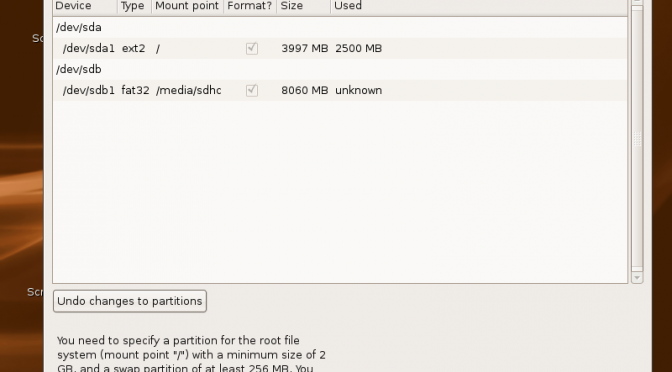 Device Type Mount point Format? Size Used
/dev/sda
/dev/sda1 ext2 / 3997 MB 2500 MB
/dev/sdb
/dev/sdb1 fat32 /media/sdhc 8060 MB unknown
Sc
Scr
Undo changes to partitions
You need to specify a partition for the root file
system (mount point "/") with a minimum size of 2
GB, and a swap partition of at least 256 MB. You